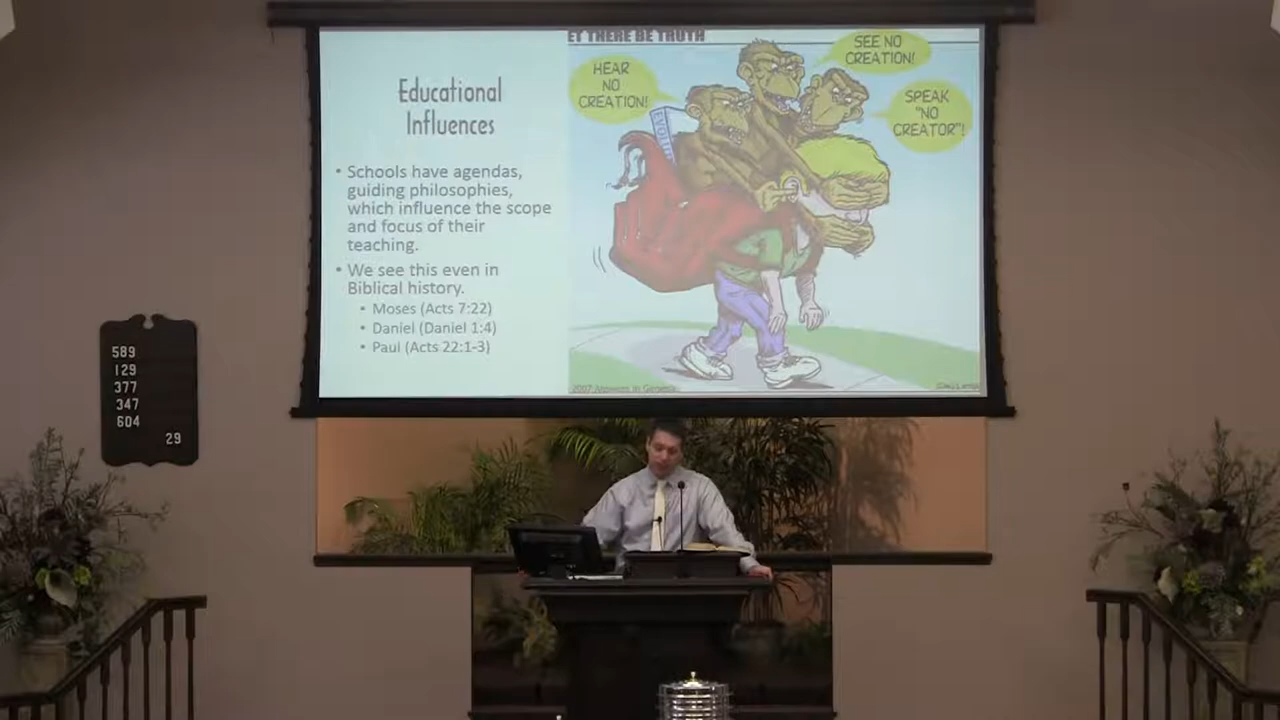 ET THERE BE TRUTH
HEAR
NO
CREATION!
SEE NO
CREATION!
SPEAK
"NO
CREATOR"!
EVOLUTI
Educational
Influences
• Schools have agendas,
guiding philosophies,
which influence the scope
and focus of their
teaching.
• We see this even in
Biblical history.
• Moses (Acts 7:22)
• Daniel (Daniel 1:4)
• Paul (Acts 22:1-3)
2007 Answers In Genesis
589
129
377
347
604
29